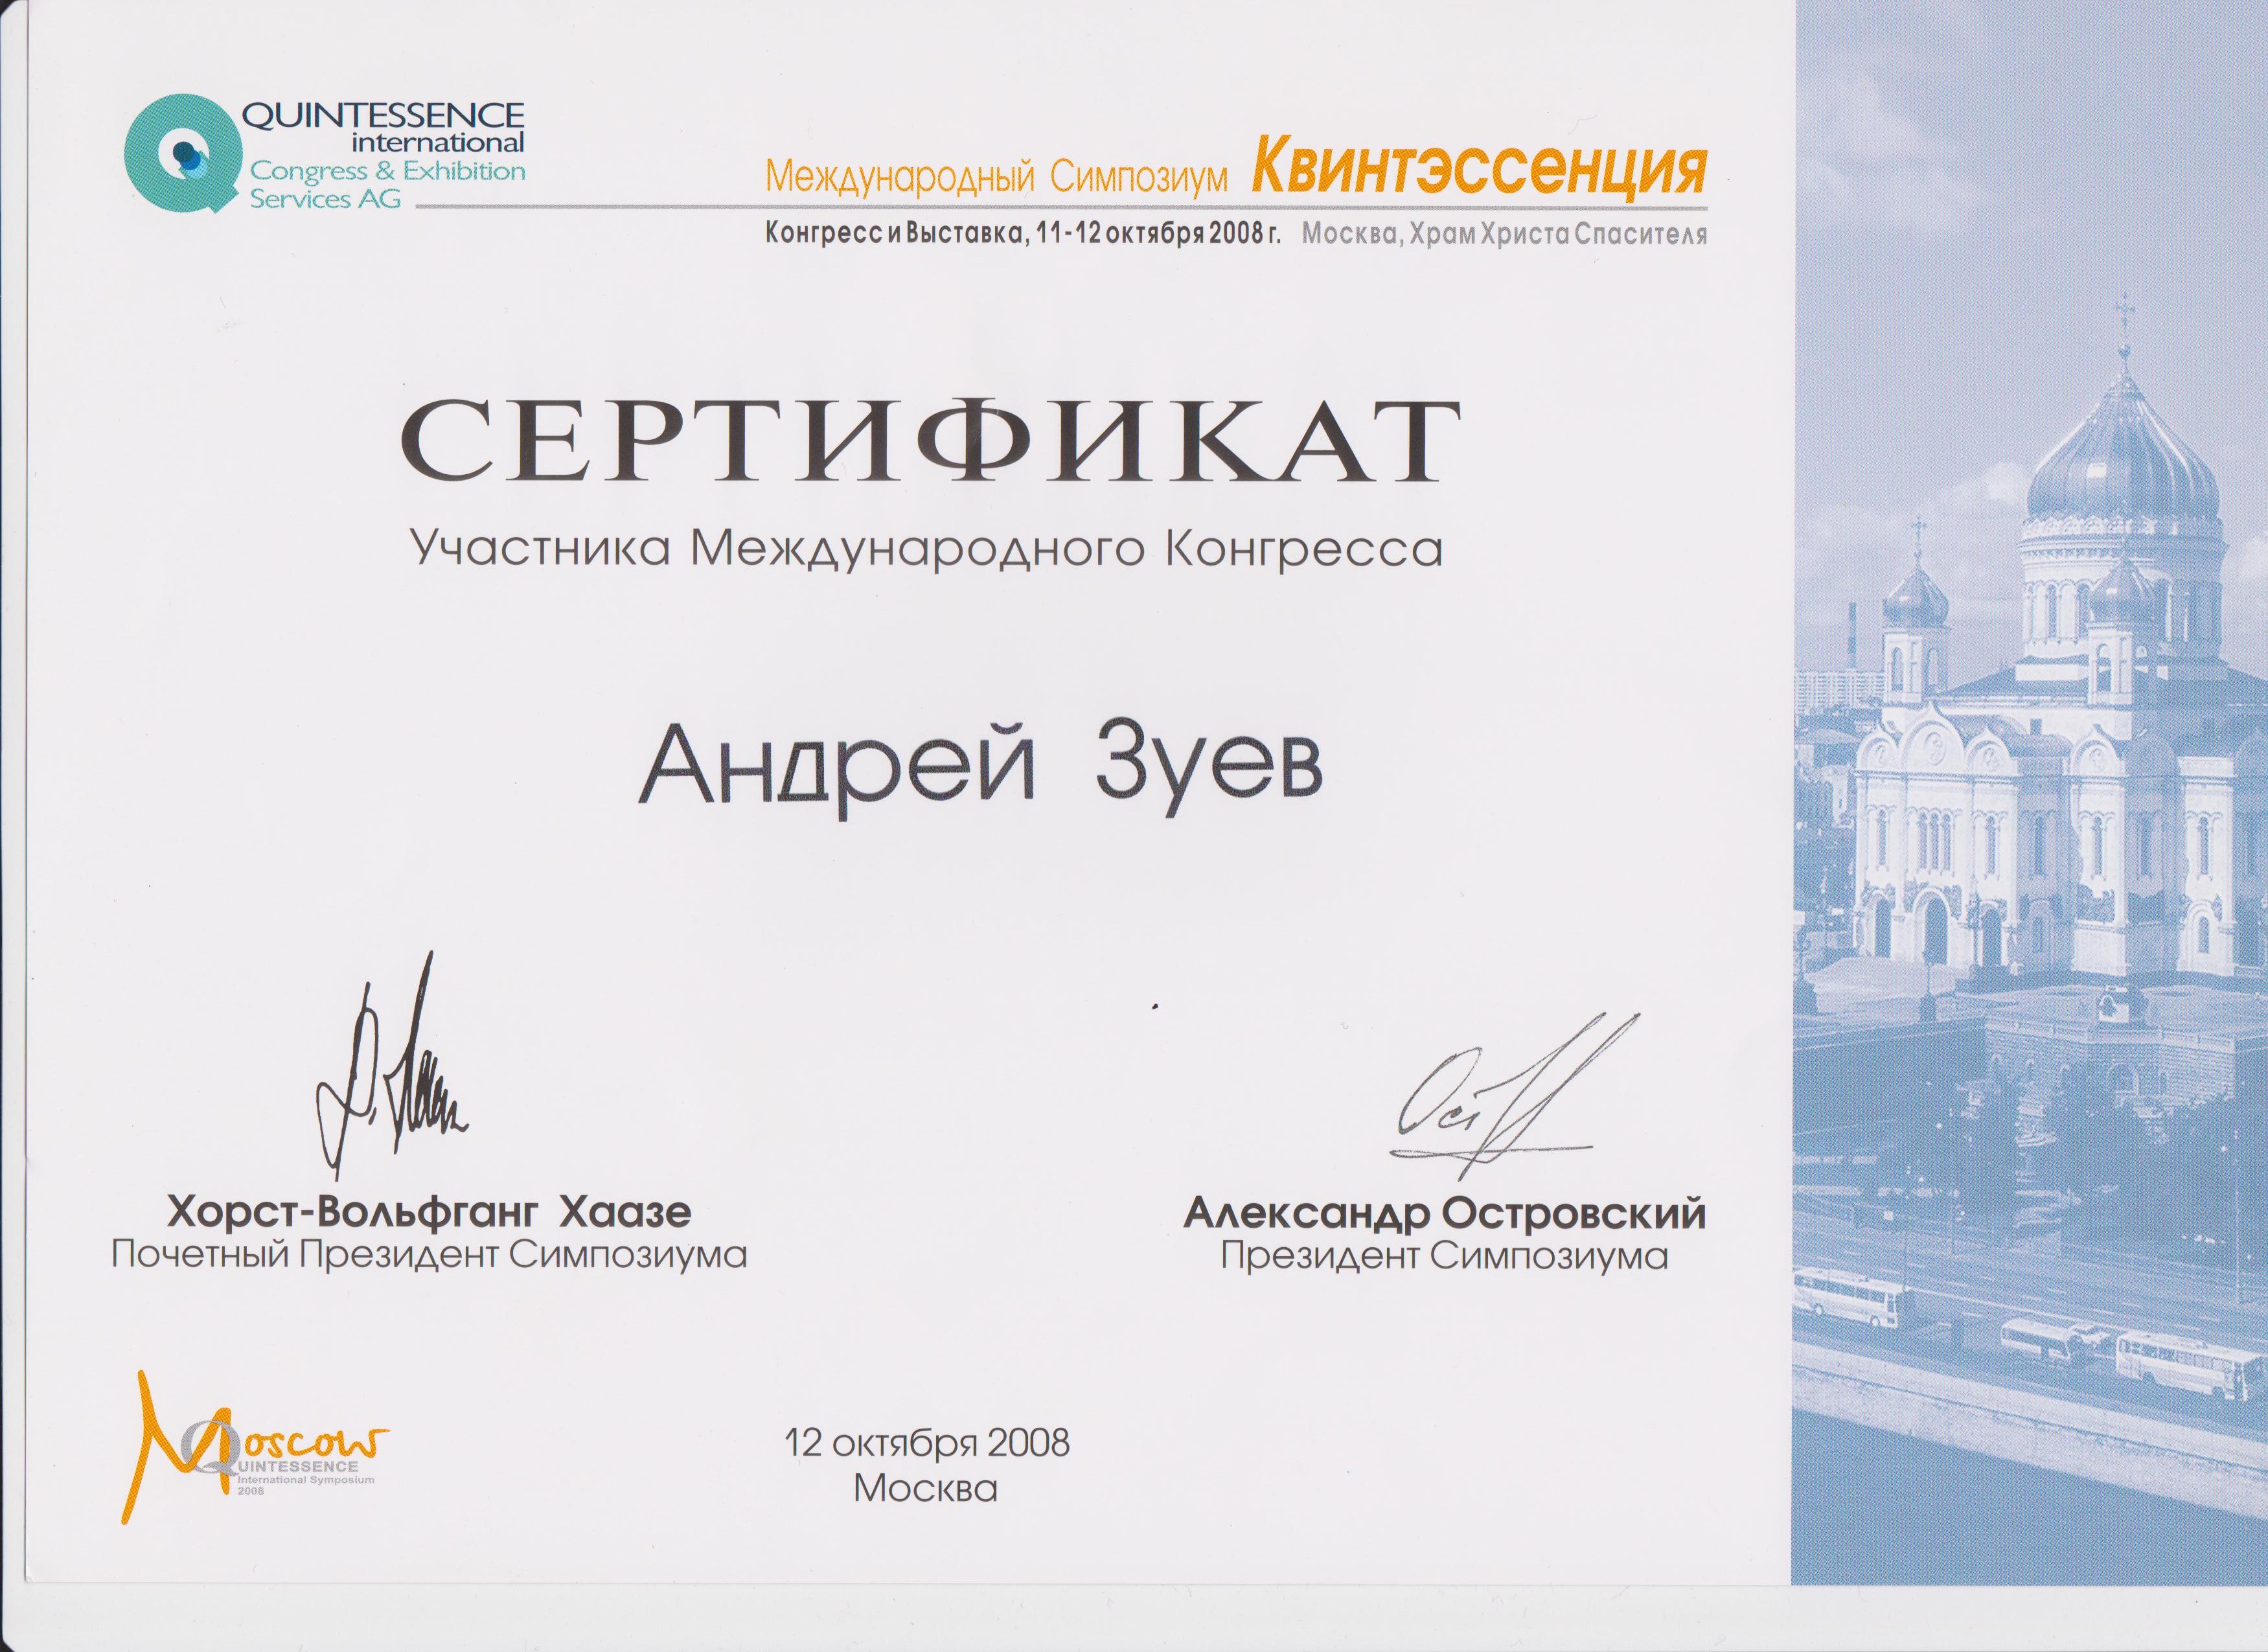 QUINTESSENCE
international
Congress & Exhibition
Services AG
Международный Симпозиум Квинтэссенция
Конгресс и Выставка, 11-12 октября 2008 г. Москва, Храм Христа Спасителя
СЕРТИФИКАТ
Участника Международного Конгресса
Андрей Зуев
Хорст-Вольфганг Хаазе
Почетный Президент Симпозиума
Александр Островский
Президент Симпозиума
Moscow
QUINTESSENCE
International Symposium
2008
12 октября 2008
Москва